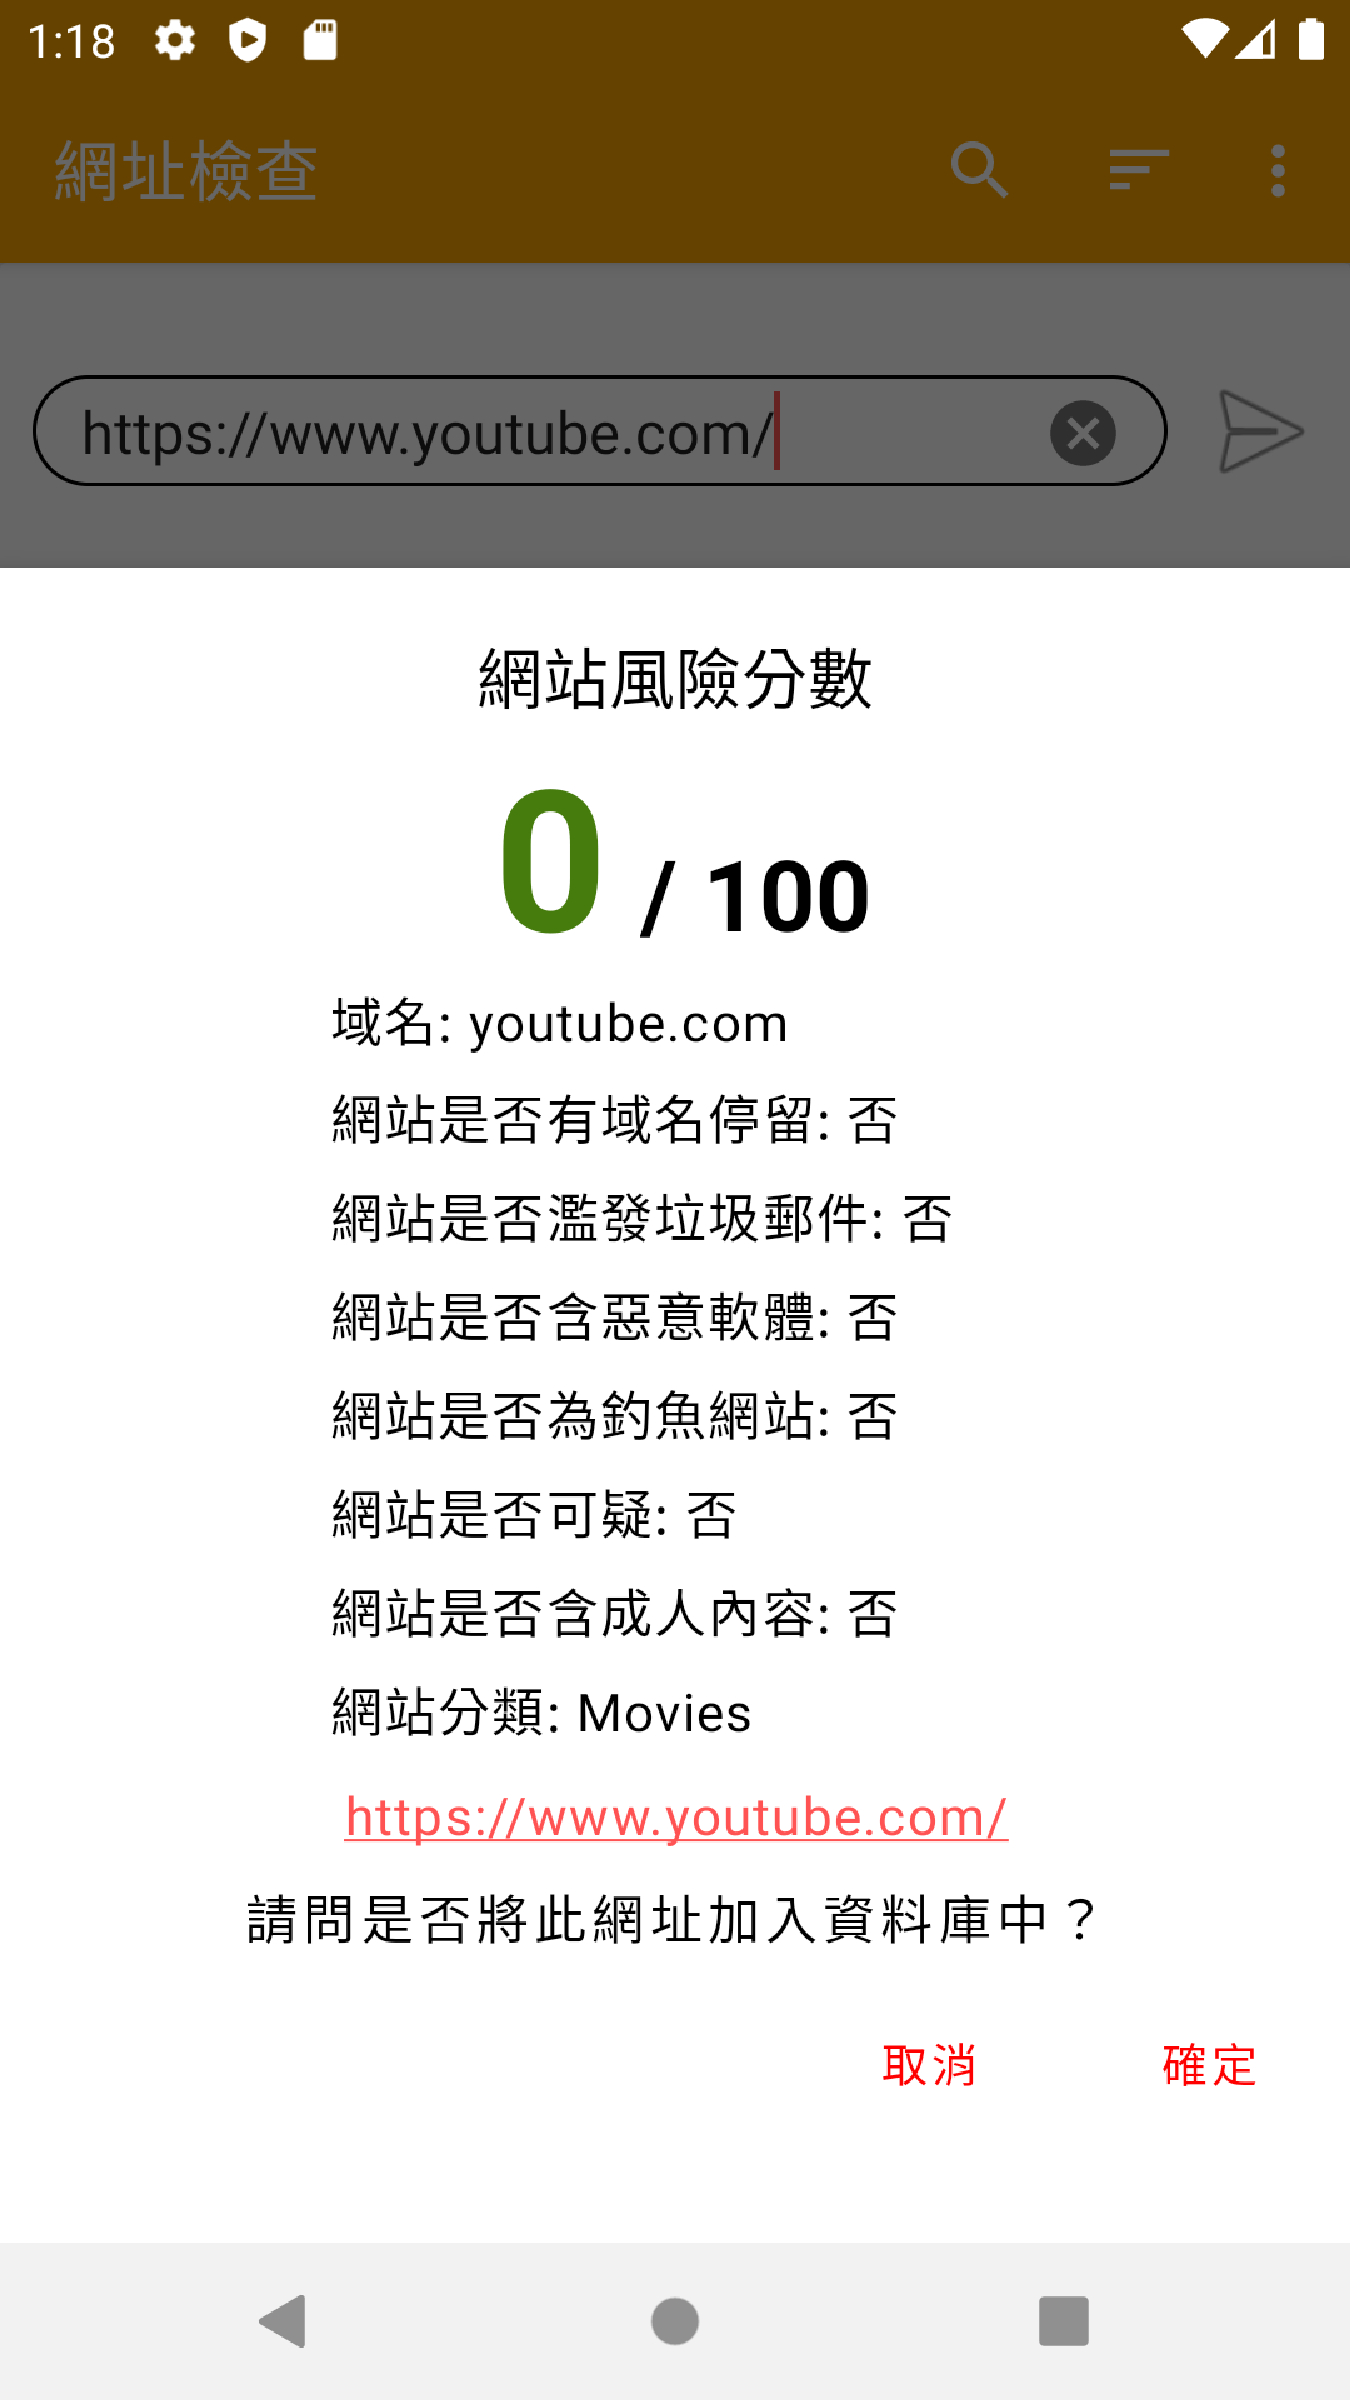 1:18
網址檢查
https://www.youtube.com/
網站風險分數
0 / 100
域名: youtube.com
網站是否有域名停留: 否
網站是否濫發垃圾郵件: 否
網站是否含惡意軟體: 否
網站是否為釣魚網站: 否
網站是否可疑: 否
網站是否含成人內容: 否
網站分類: Movies
https://www.youtube.com/
請問是否將此網址加入資料庫中？
取消 確定